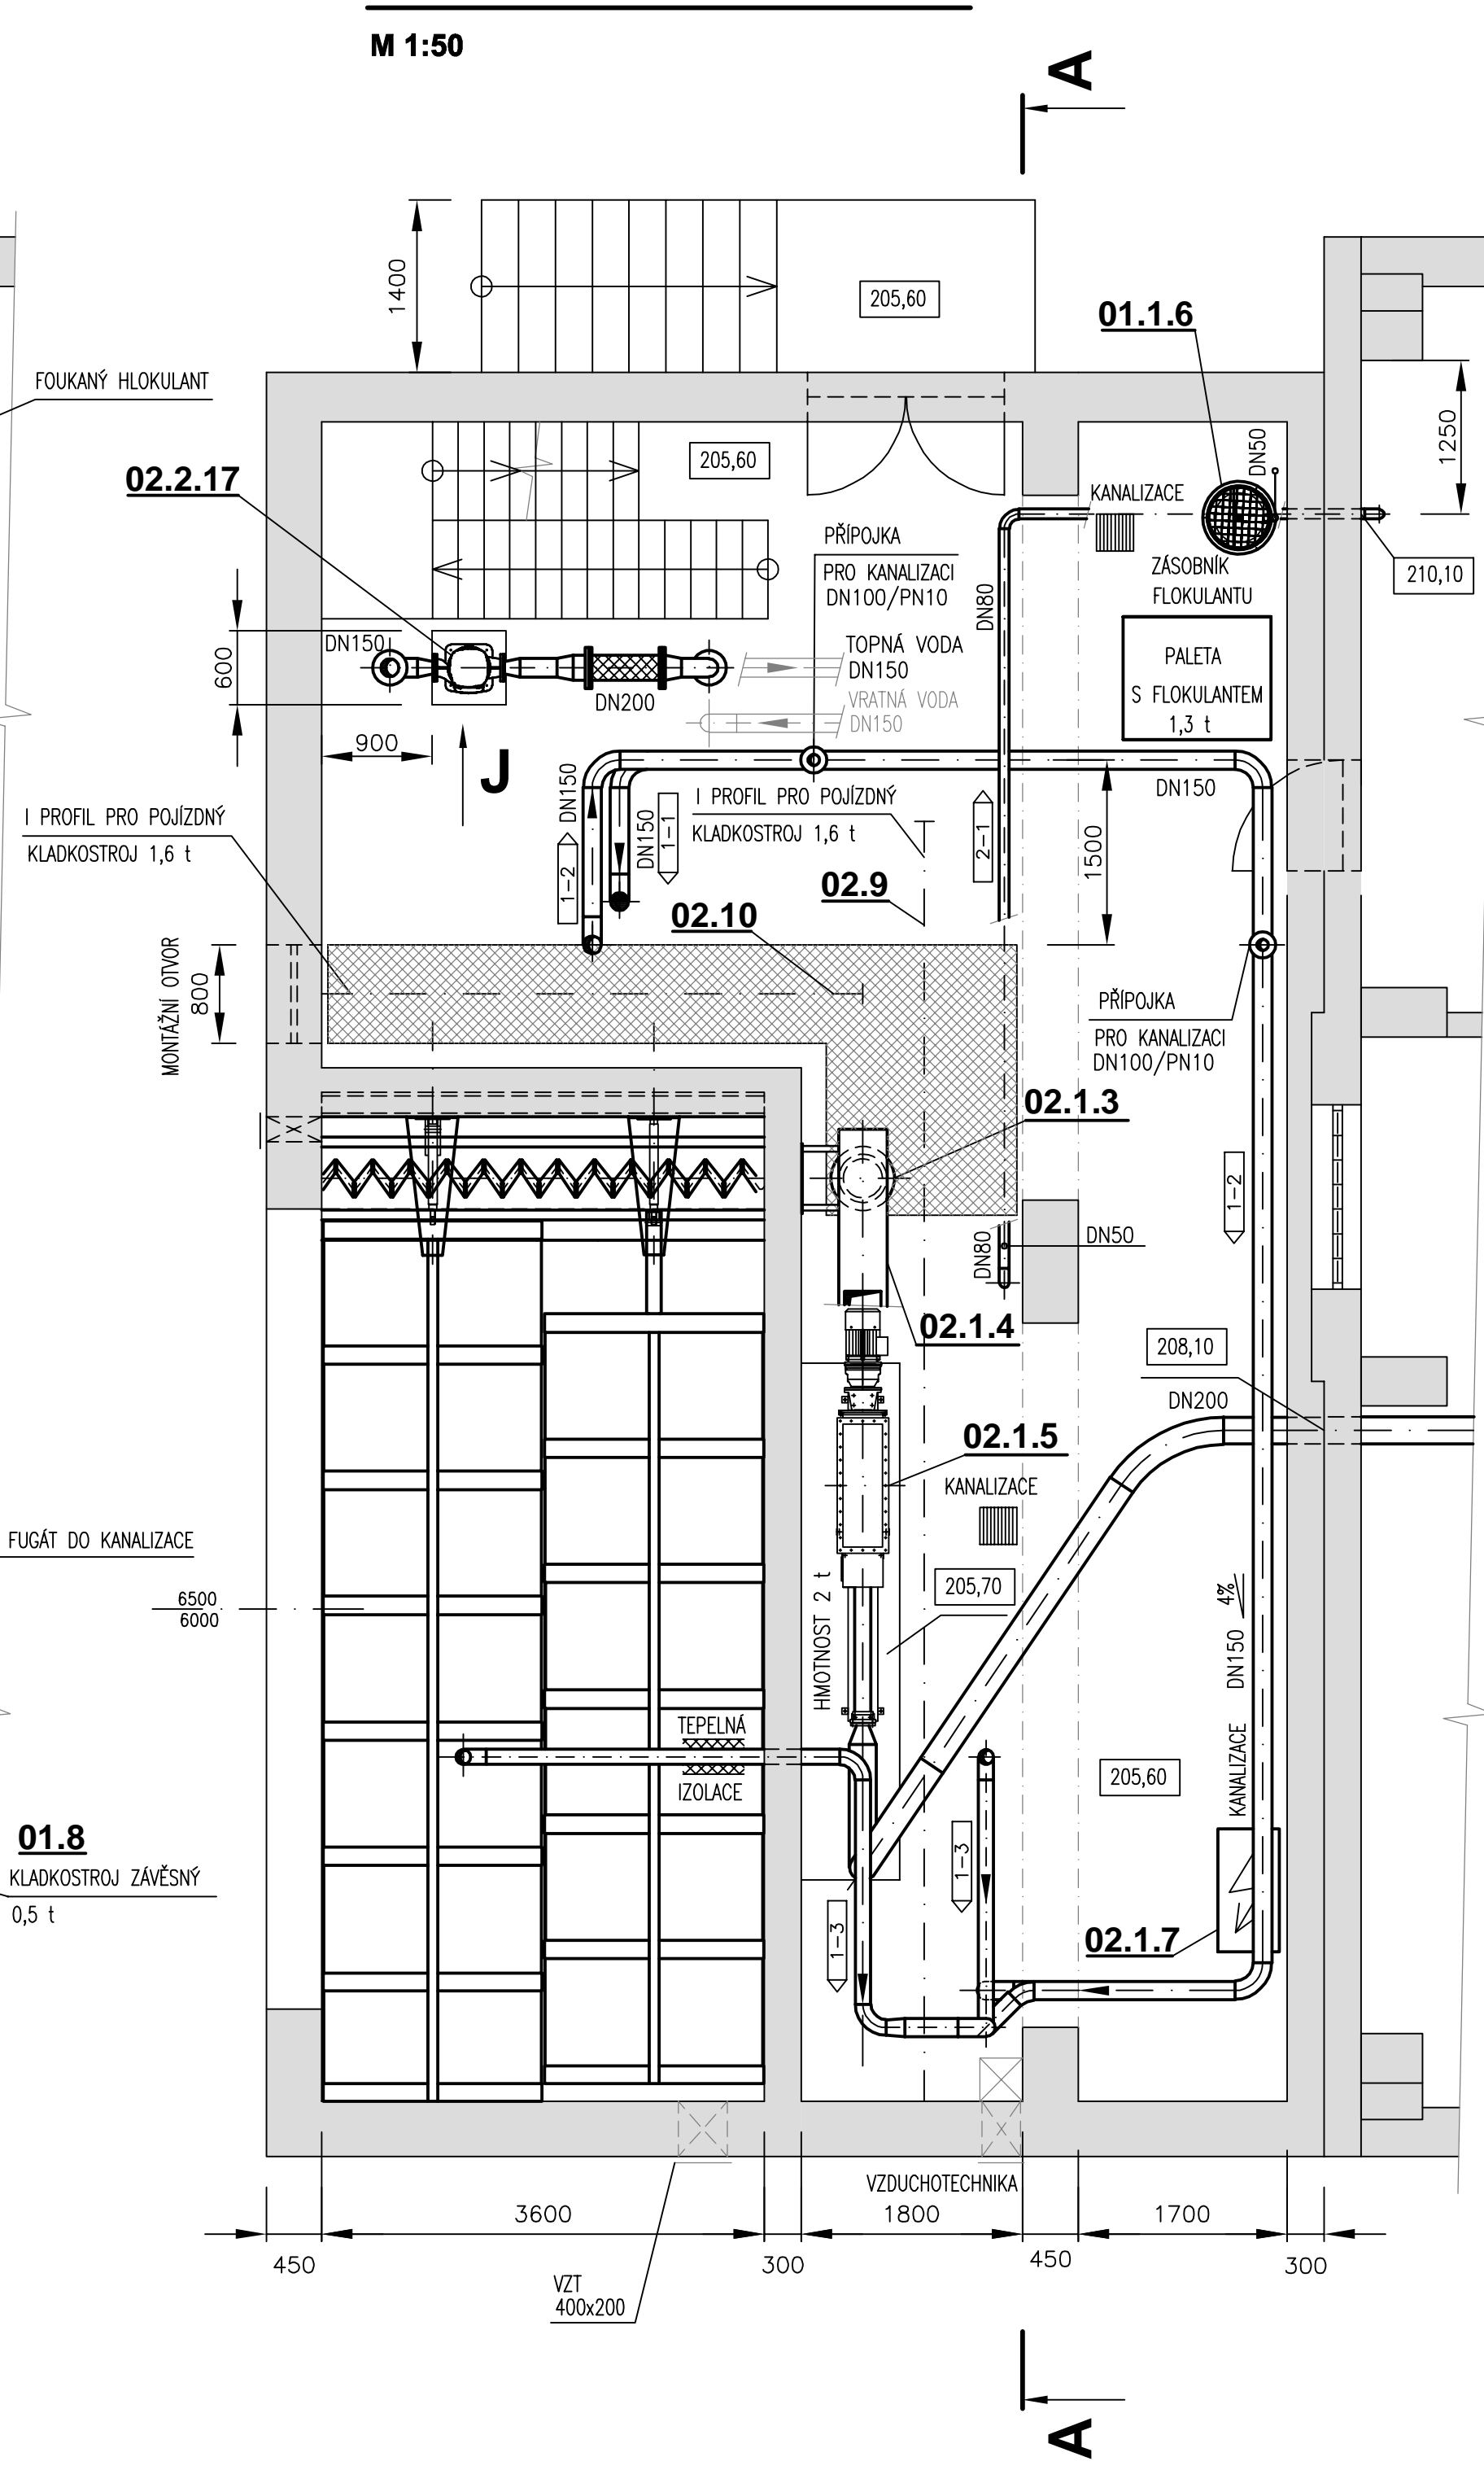 M 1:50
A
1400
205,60
01.1.6
FOUKANÝ HLOKULANT
1250
DN50
02.2.17
205,60
KANALIZACE
PŘÍPOJKA
PRO KANALIZACI
DN100/PN10
ZÁSOBNÍK
FLOKULANTU
210,10
DN80
600
DN150
DN200
TOPNÁ VODA
DN150
VRATNÁ VODA
DN150
PALETA
S FLOKULANTEM
1,3 t
900
J
DN150
1-2
DN150
1-1
I PROFIL PRO POJÍZDNÝ
KLADKOSTROJ 1,6 t
I PROFIL PRO POJÍZDNÝ
KLADKOSTROJ 1,6 t
2-1
1500
DN150
02.9
02.10
MONTÁŽNÍ OTVOR
800
PŘÍPOJKA
PRO KANALIZACI
DN100/PN10
02.1.3
1-2
DN80
DN50
02.1.4
208,10
DN200
02.1.5
KANALIZACE
FUGÁT DO KANALIZACE
6500
6000
HMOTNOST 2 t
205,70
KANALIZACE DN150 4%
TEPELNÁ
IZOLACE
205,60
01.8
KLADKOSTROJ ZÁVĚSNÝ
0,5 t
1-3
1-3
02.1.7
VZDUCHOTECHNIKA
3600
1800
1700
450
300
450
300
VZT
400x200
A